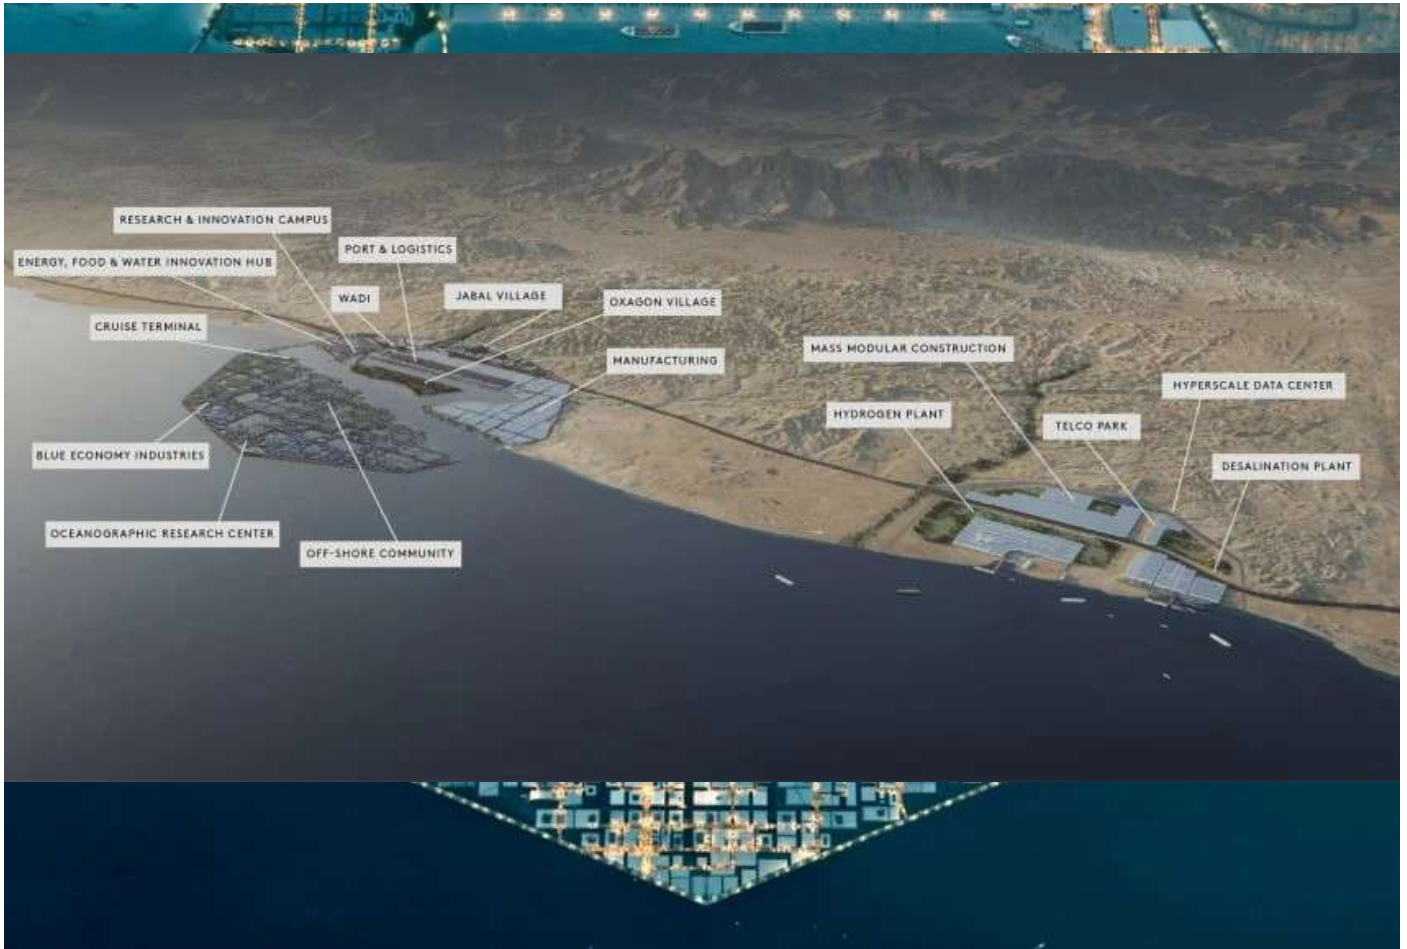 RESEARCH & INNOVATION CAMPUS
PORT & LOGISTICS
ENERGY, FOOD & WATER INNOVATION HUB
WADI
JABAL VILLAGE
OXAGON VILLAGE
CRUISE TERMINAL
MANUFACTURING
MASS MODULAR CONSTRUCTION
HYPERSCALE DATA CENTER
HYDROGEN PLANT
TELCO PARK
BLUE ECONOMY INDUSTRIES
DESALINATION PLANT
OCEANOGRAPHIC RESEARCH CENTER
OFF-SHORE COMMUNITY